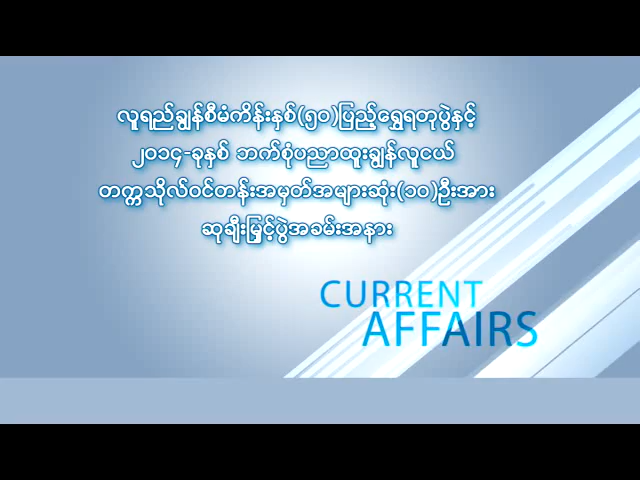 လူရည်ချွန်စီမံကိန်းနှစ်(၅၀)ပြည့်ရွှေရတုပွဲနှင့်
၂၀၁၄-ခုနှစ် ဘက်စုံပညာထူးချွန်လူငယ်
တက္ကသိုလ်ဝင်တန်းအမှတ်အများဆုံး(၁၀)ဦးအား
ဆုချီးမြှင့်ပွဲအခမ်းအနား
CURRENT
AFFAIRS